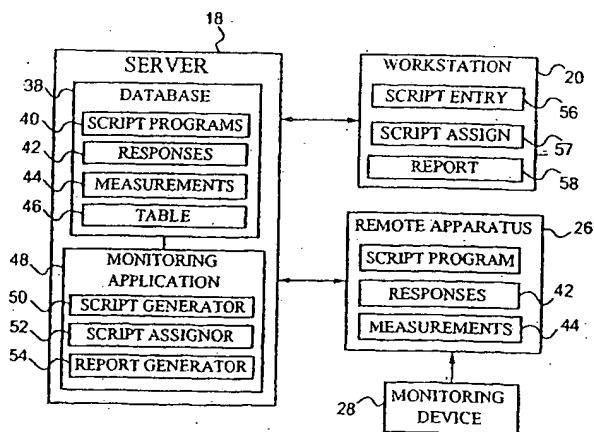 18
SERVER
38
DATABASE
40
SCRIPT PROGRAMS
42
RESPONSES
44
MEASUREMENTS
46
TABLE
48
MONITORING
APPLICATION
50
SCRIPT GENERATOR
52
SCRIPT ASSIGNOR
54
REPORT GENERATOR
WORKSTATION
20
SCRIPT ENTRY
56
SCRIPT ASSIGN
57
REPORT
58
REMOTE APPARATUS
26
SCRIPT PROGRAM
RESPONSES
42
MEASUREMENTS
44
28
MONITORING
DEVICE